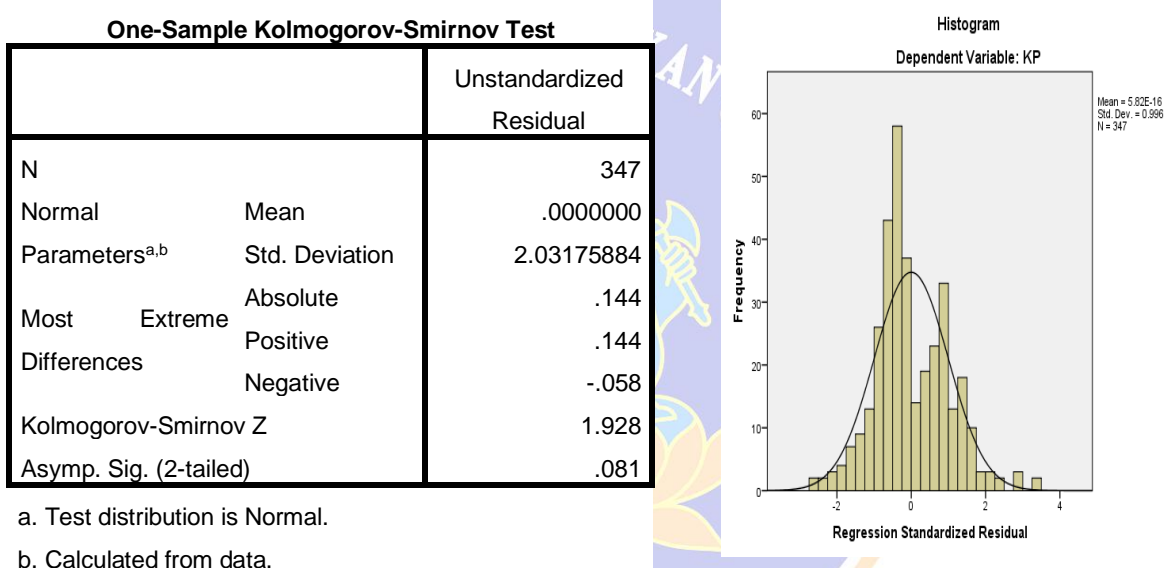 One-Sample Kolmogorov-Smirnov Test
Unstandardized
Residual
N 347
Normal Parametersa,b Mean .0000000
Std. Deviation 2.03175884
Most Extreme Differences Absolute .144
Positive .144
Negative -.058
Kolmogorov-Smirnov Z 1.928
Asymp. Sig. (2-tailed) .081
a. Test distribution is Normal.
b. Calculated from data.
KAN
Histogram
Dependent Variable: KP
Mean = 5.82E-16
Std. Dev. = 0.996
N = 347
60
50
40
30
20
10
0
Frequency
-2 0 2 4
Regression Standardized Residual